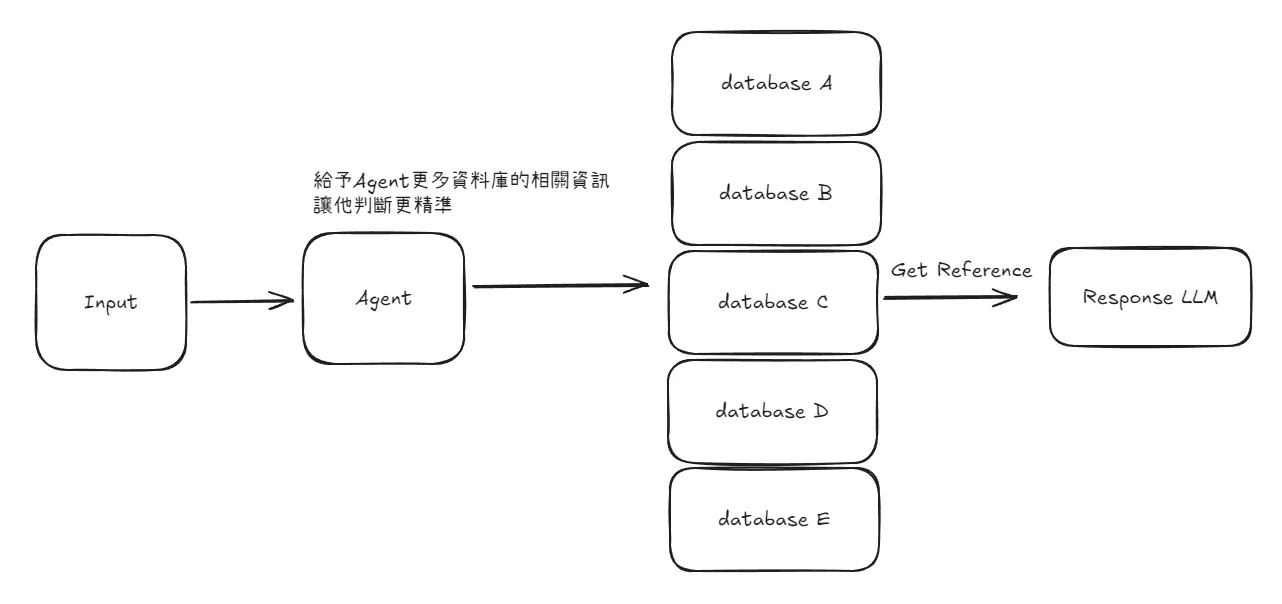 給予Agent更多資料庫的相關資訊
讓他判斷更精準
Input
Agent
database A
database B
database C
database D
database E
Get Reference
Response LLM